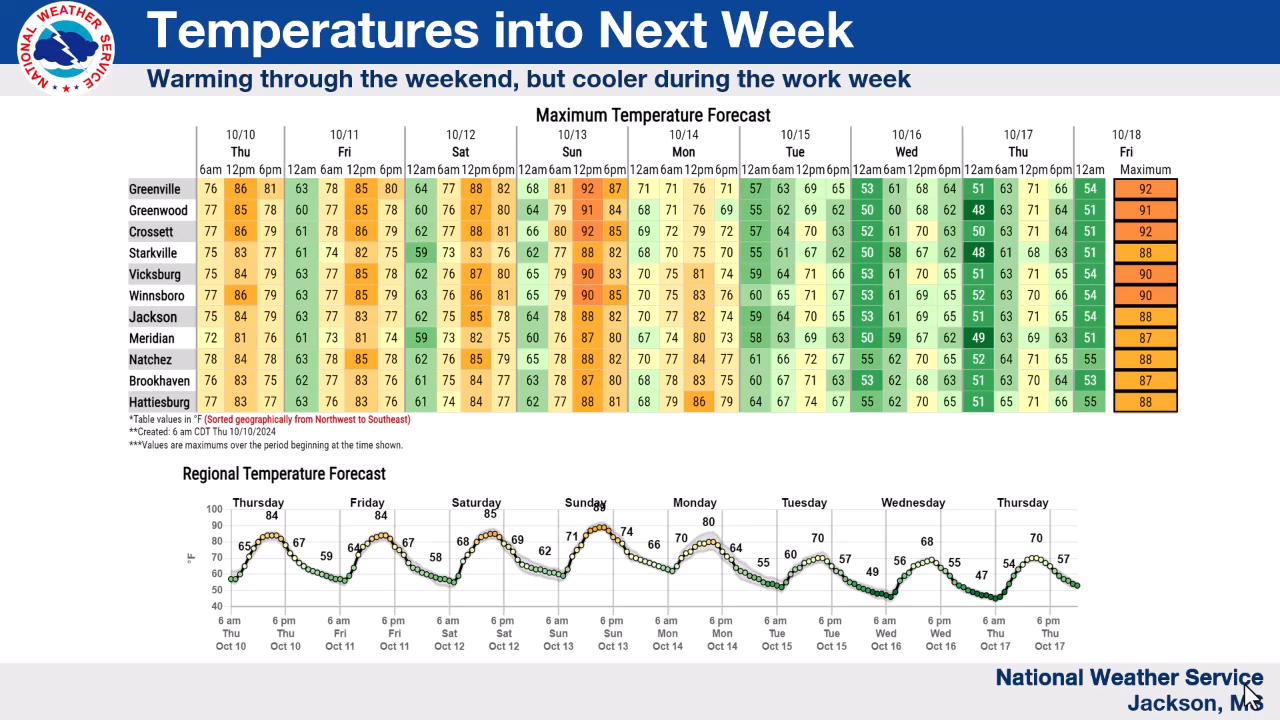 NATIONAL WEATHER SERVICE
Temperatures into Next Week
Warming through the weekend, but cooler during the work week
Maximum Temperature Forecast
10/10 10/11 10/12 10/13 10/14 10/15 10/16 10/17 10/18
Thu Fri Sat Sun Mon Tue Wed Thu Fri
6am 12pm 6pm 12am 6am 12pm 6pm 12am 6am 12pm 6pm 12am 6am 12pm 6pm 12am 6am 12pm 6pm 12am 6am 12pm 6pm 12am 6am 12pm 6pm 12am 6am 12pm 6pm 12am Maximum
Greenville 76 86 81 63 78 85 80 64 77 88 82 68 81 92 87 71 71 76 71 57 63 69 65 53 61 68 64 51 63 71 66 54 92
Greenwood 77 85 78 60 77 85 78 60 76 87 80 64 79 91 84 68 71 76 69 55 62 69 62 50 60 68 62 48 63 71 64 51 91
Crossett 77 86 79 61 78 86 79 62 77 88 81 66 80 92 85 69 72 79 72 57 64 70 63 52 61 70 63 50 63 71 64 51 92
Starkville 75 83 77 61 74 82 75 59 73 83 76 62 77 88 82 68 70 75 70 55 61 67 62 50 58 67 62 48 61 68 63 51 88
Vicksburg 75 84 79 62 77 85 78 62 76 87 80 65 79 90 83 70 75 81 74 59 64 71 66 53 61 70 65 51 63 71 65 54 90
Winnsboro 77 86 79 63 77 85 78 63 76 86 81 65 79 90 85 70 75 83 76 60 65 71 67 53 61 70 65 52 63 70 66 54 90
Jackson 75 84 79 63 77 83 77 62 75 85 78 64 78 88 82 70 75 82 74 59 64 70 65 53 61 69 65 51 63 71 65 54 88
Meridian 72 81 76 61 73 81 74 59 73 82 75 60 76 87 80 67 74 80 73 58 63 69 63 50 59 67 62 49 63 69 63 51 87
Natchez 78 84 78 63 78 85 78 62 76 85 79 65 78 88 82 70 77 84 77 61 66 72 67 55 62 70 66 52 64 71 65 55 88
Brookhaven 76 83 75 62 77 83 76 61 75 84 77 63 78 87 80 68 78 83 75 60 67 71 63 53 62 68 63 51 63 70 64 53 87
Hattiesburg 77 83 77 63 76 83 76 61 74 84 77 62 77 88 81 68 79 86 79 64 67 74 67 55 62 70 65 51 65 71 66 55 88
*Table values in °F (Sorted geographically from Northwest to Southeast)
**Created: 6 am CDT Thu 10/10/2024
***Values are maximums over the period beginning at the time shown.
Regional Temperature Forecast
Thursday Friday Saturday Sunday Monday Tuesday Wednesday Thursday
°F
100
90
80
70
60
50
40
65 84 67 59 64 84 67 58 68 85 69 62 71 89 74 66 70 80 64 55 60 70 57 49 56 68 55 47 54 70 57
6 am 6 pm 6 am 6 pm 6 am 6 pm 6 am 6 pm 6 am 6 pm 6 am 6 pm 6 am 6 pm 6 am 6 pm
Thu Thu Fri Fri Sat Sat Sun Sun Mon Mon Tue Tue Wed Wed Thu Thu
Oct 10 Oct 10 Oct 11 Oct 11 Oct 12 Oct 12 Oct 13 Oct 13 Oct 14 Oct 14 Oct 15 Oct 15 Oct 16 Oct 16 Oct 17 Oct 17
National Weather Service
Jackson, MS